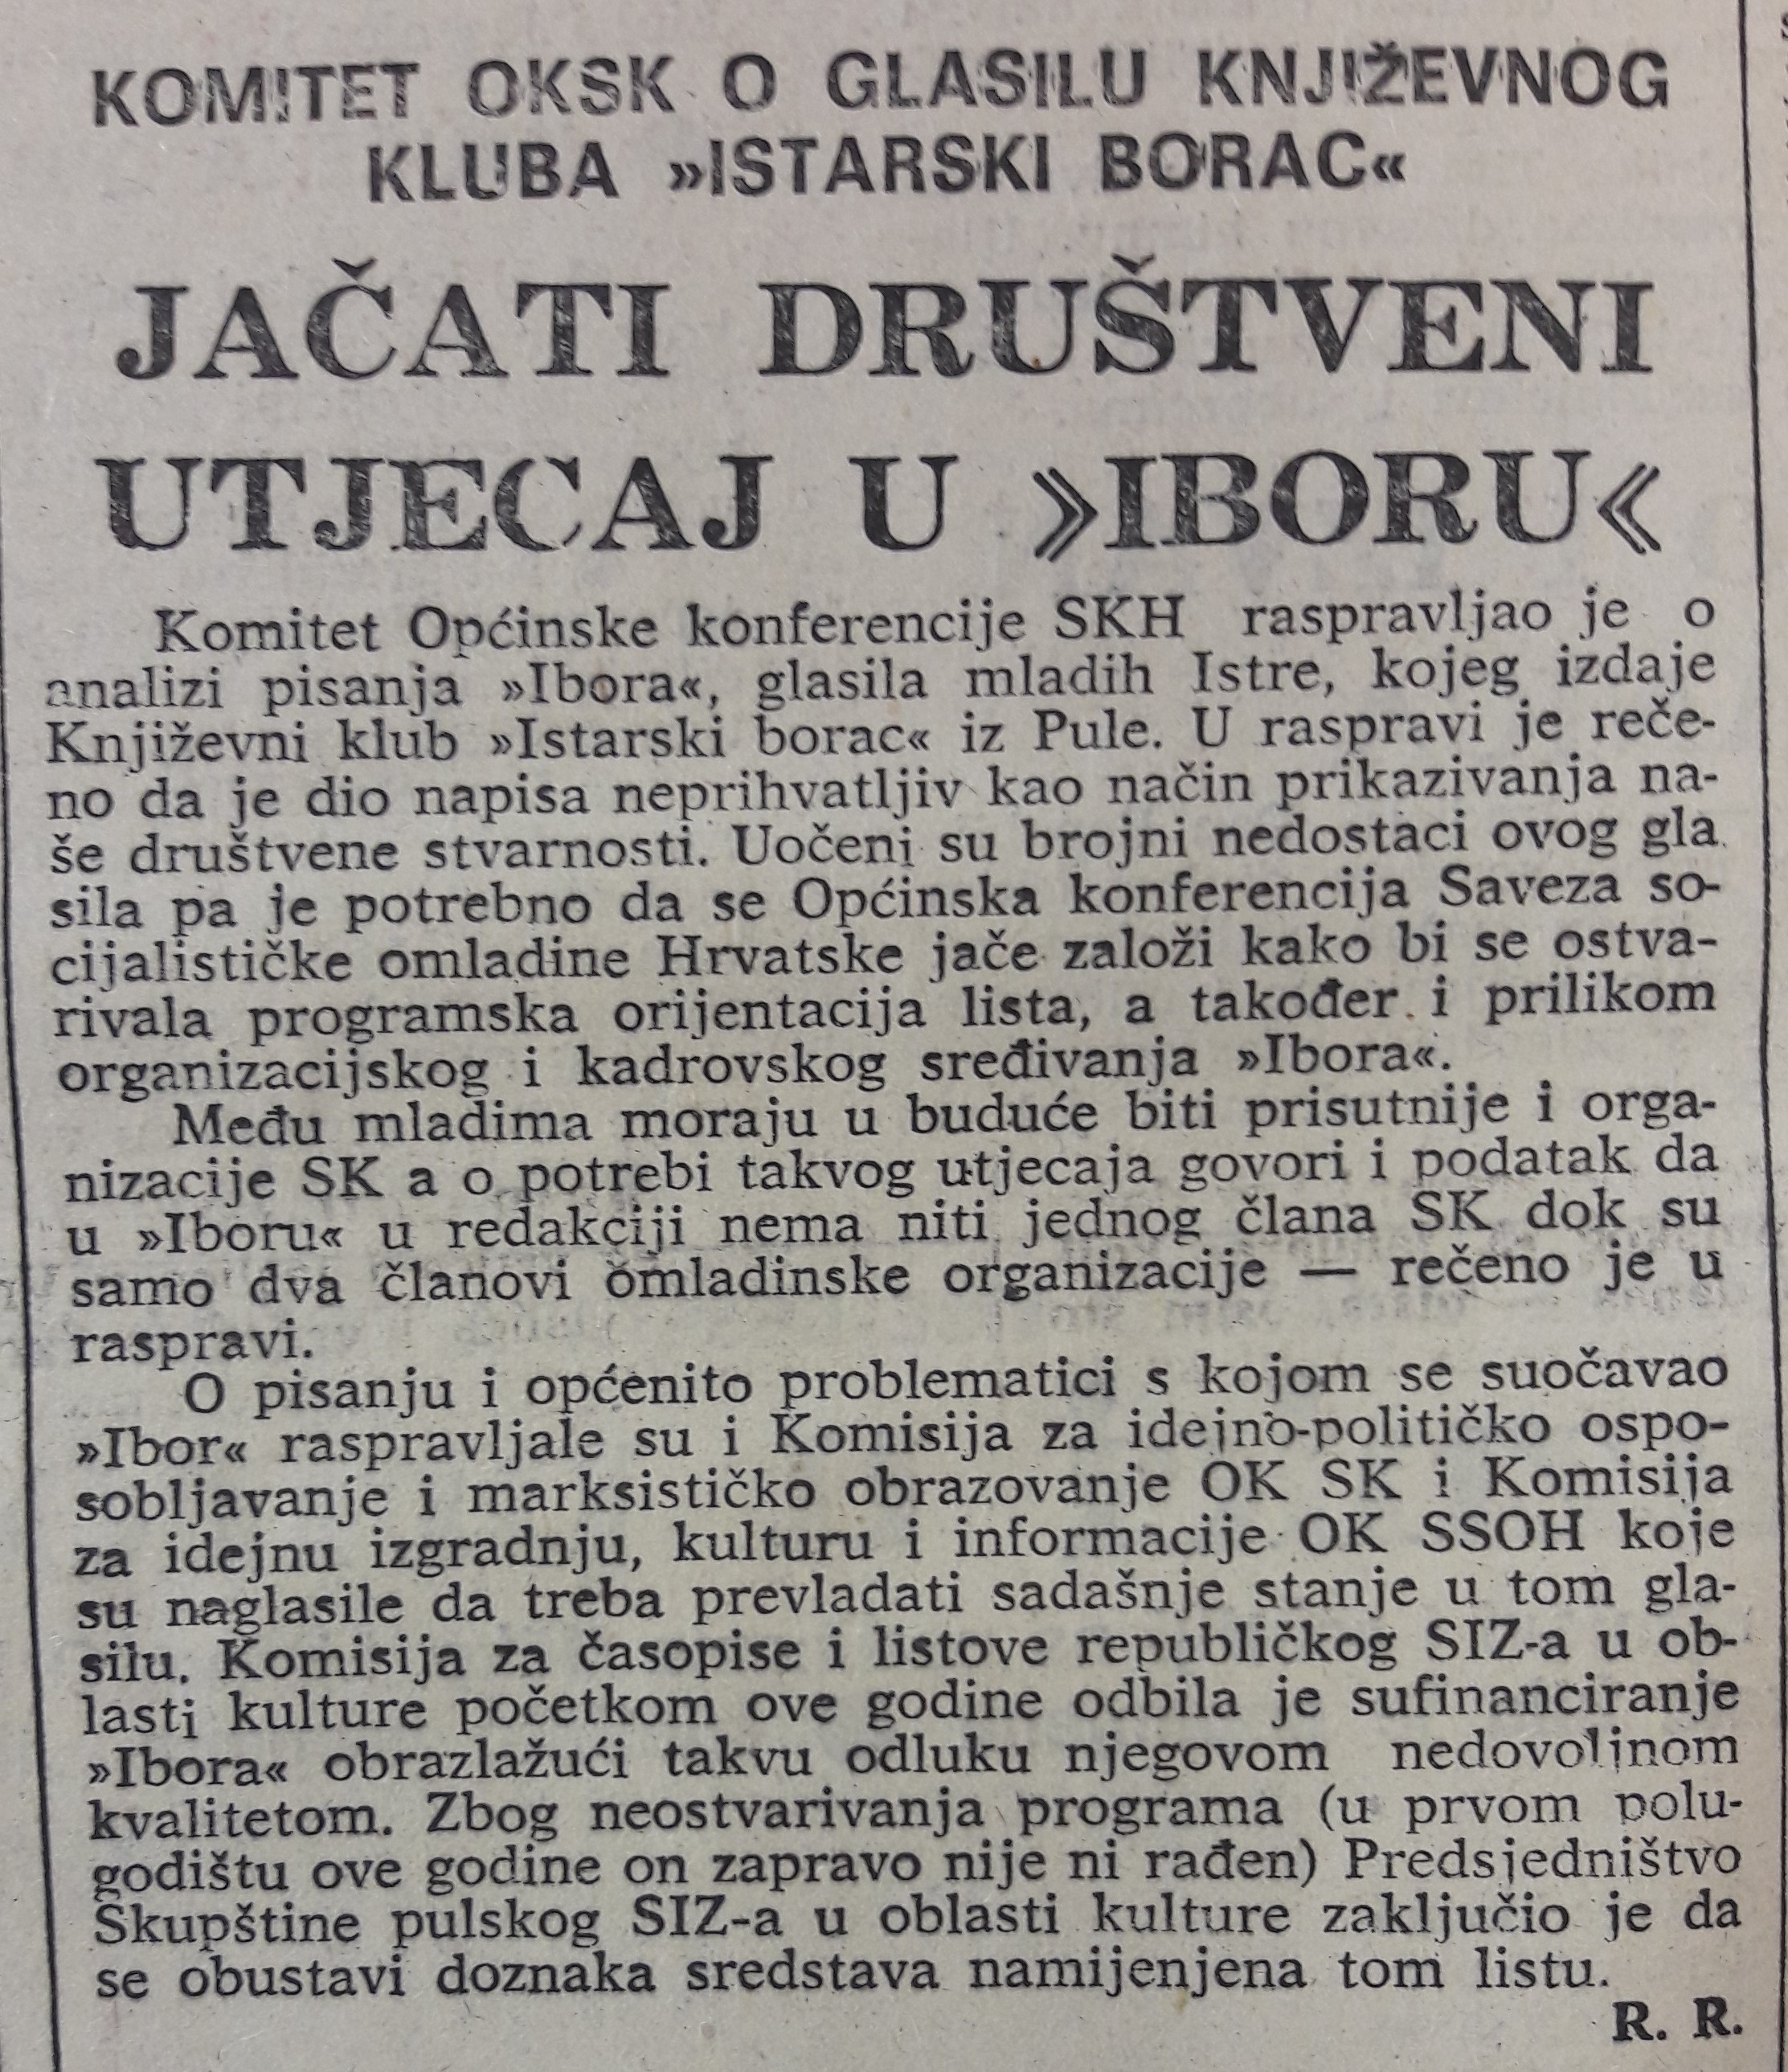 KOMITET OKSK O GLASILU KNJIŽEVNOG
KLUBA »ISTARSKI BORAC«
JAČATI DRUŠTVENI
UTJECAJ U »IBORU«
Komitet Općinske konferencije SKH raspravljao je o
analizi pisanja »Ibora«, glasila mladih Istre, kojeg izdaje
Književni klub »Istarski borac« iz Pule. U raspravi je reče-
no da je dio napisa neprihvatljiv kao način prikazivanja na-
še društvene stvarnosti. Uočeni su brojni nedostaci ovog gla
sila pa je potrebno da se Općinska konferencija Saveza so-
cijalističke omladine Hrvatske jače založi kako bi se ostva-
rivala programska orijentacija lista, a također i prilikom
organizacijskog i kadrovskog sređivanja »Ibora«.
Među mladima moraju u buduće biti prisutnije i orga-
nizacije SK a o potrebi takvog utjecaja govori i podatak da
u »Iboru« u redakciji nema niti jednog člana SK dok su
samo dva članovi omladinske organizacije — rečeno je u
raspravi.
O pisanju i općenito problematici s kojom se suočavao
»Ibor« raspravljale su i Komisija za idejno-političko ospo-
sobljavanje i marksističko obrazovanje OK SK i Komisija
za idejnu izgradnju, kulturu i informacije OK SSOH koje
su naglasile da treba prevladati sadašnje stanje u tom gla-
silu. Komisija za časopise i listove republičkog SIZ-a u ob-
lasti kulture početkom ove godine odbila je sufinanciranje
»Ibora« obrazlažući takvu odluku njegovom nedovoljnom
kvalitetom. Zbog neostvarivanja programa (u prvom polu-
godištu ove godine on zapravo nije ni rađen) Predsjedništvo
Skupštine pulskog SIZ-a u oblasti kulture zaključio je da
se obustavi doznaka sredstava namijenjena tom listu.
R. R.